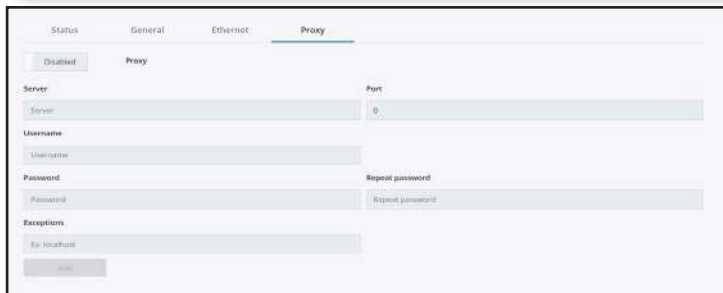 Status General Ethernet Proxy
Disabled Proxy
Server Port
Server 0
Username
Username
Password Repeat password
Password Repeat password
Exceptions
Ex: localhost
Add